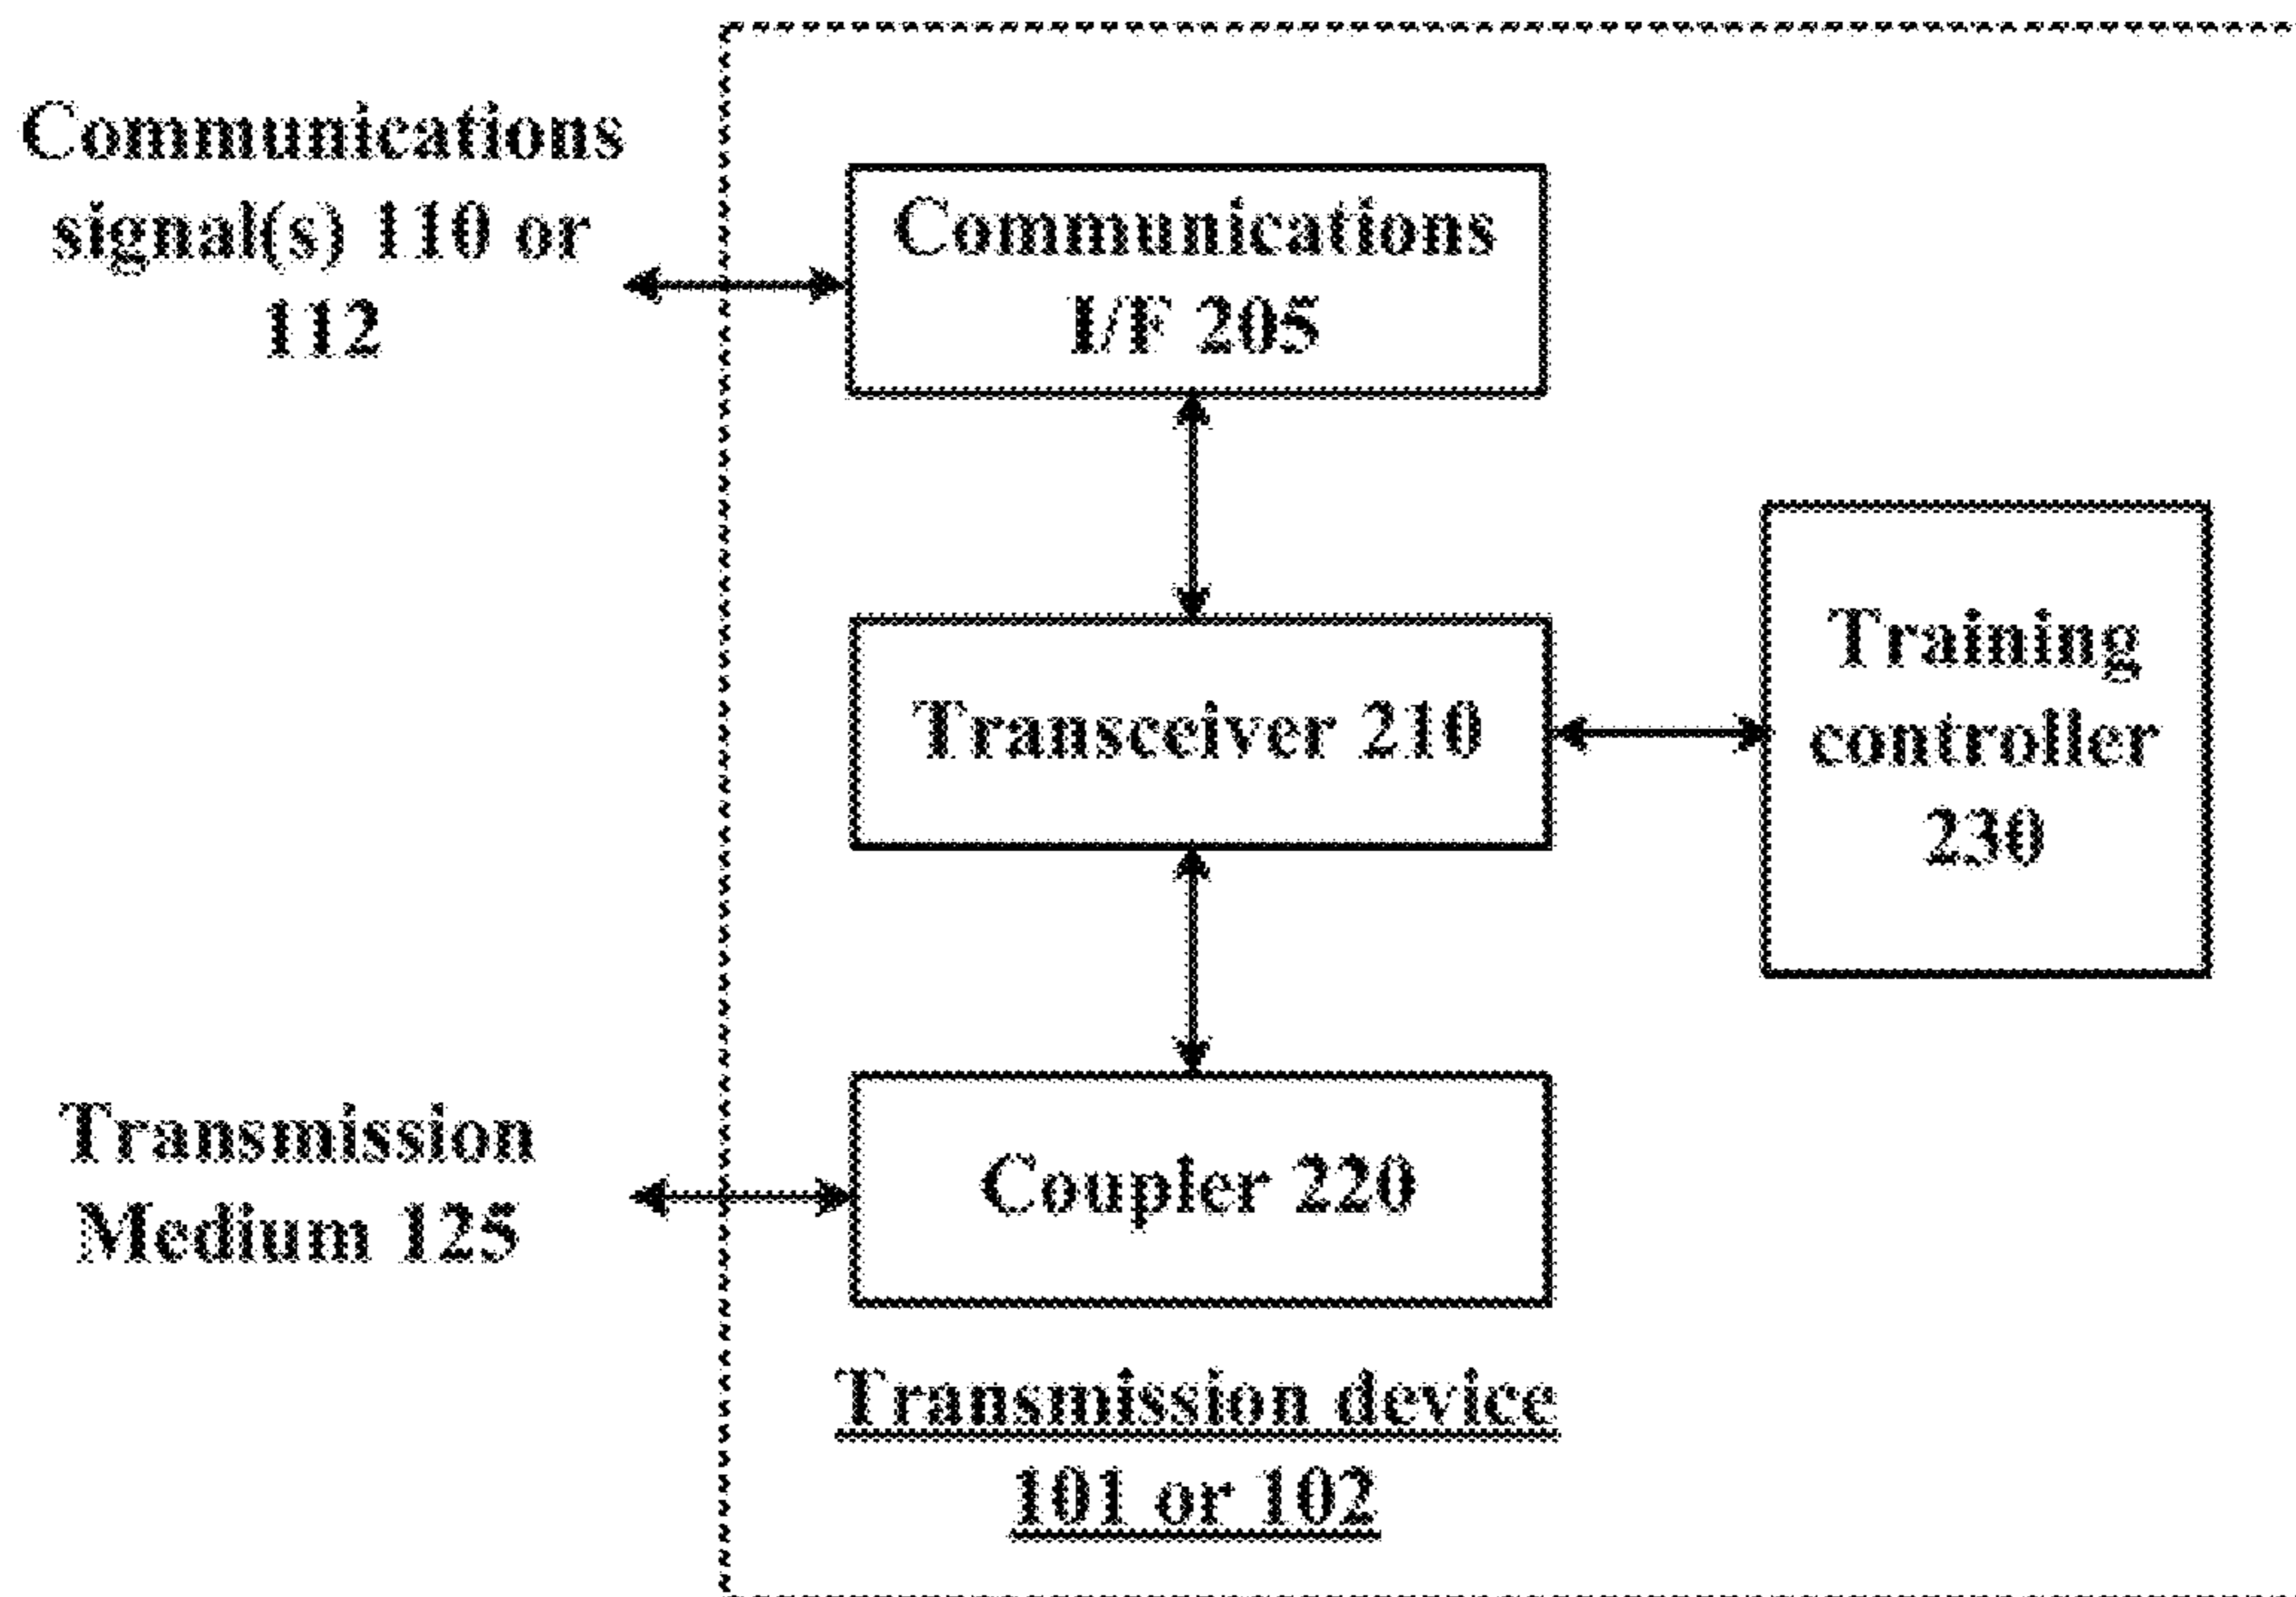 Communications
signal(s) 110 or
112
Communications
I/F 205
Transceiver 210
Training
controller
230
Transmission
Medium 125
Coupler 220
Transmission device
101 or 102